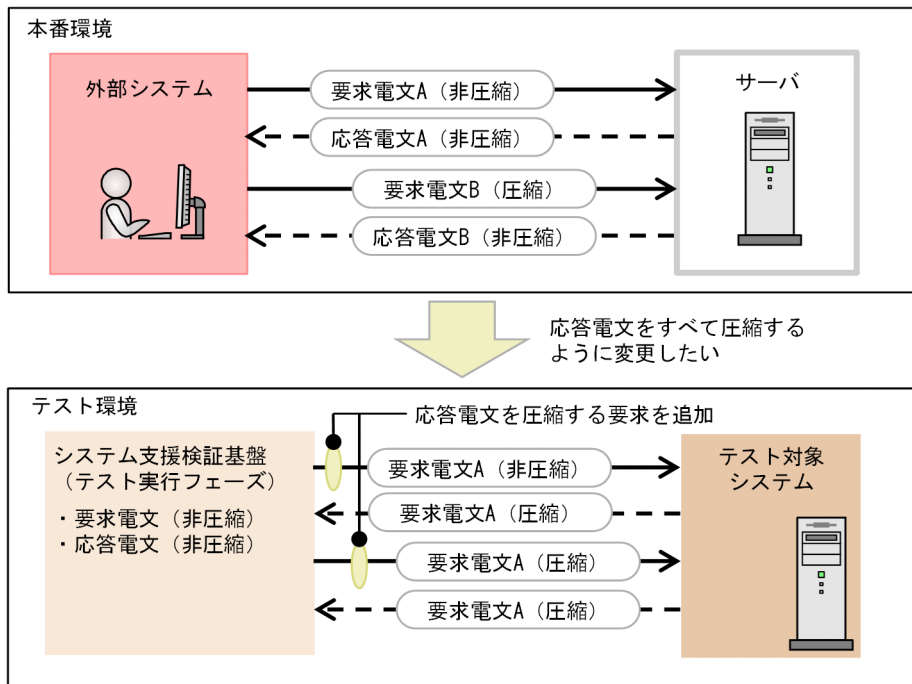 本番環境
外部システム
サーバ
要求電文A（非圧縮）
応答電文A（非圧縮）
要求電文B（圧縮）
応答電文B（非圧縮）
応答電文をすべて圧縮する
ように変更したい
テスト環境
応答電文を圧縮する要求を追加
システム支援検証基盤
（テスト実行フェーズ）
・要求電文（非圧縮）
・応答電文（非圧縮）
テスト対象
システム
要求電文A（非圧縮）
要求電文A（圧縮）
要求電文A（圧縮）
要求電文A（圧縮）